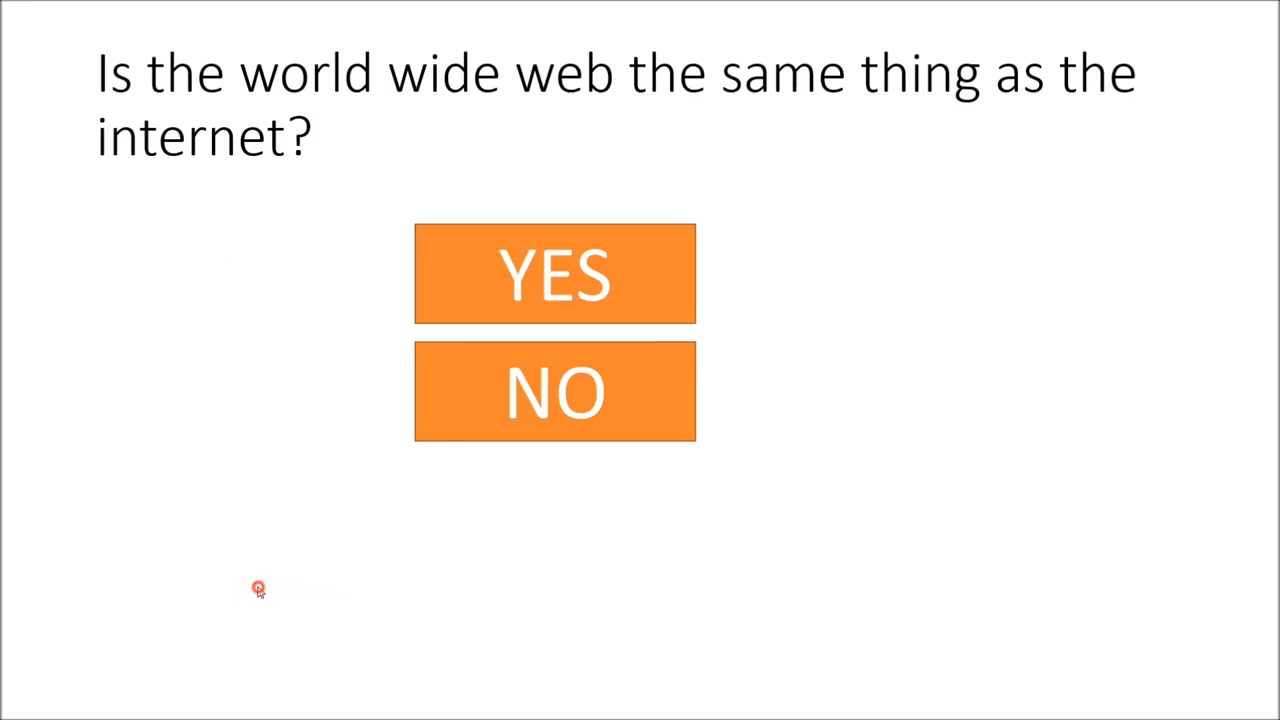 Is the world wide web the same thing as the
internet?
YES
NO